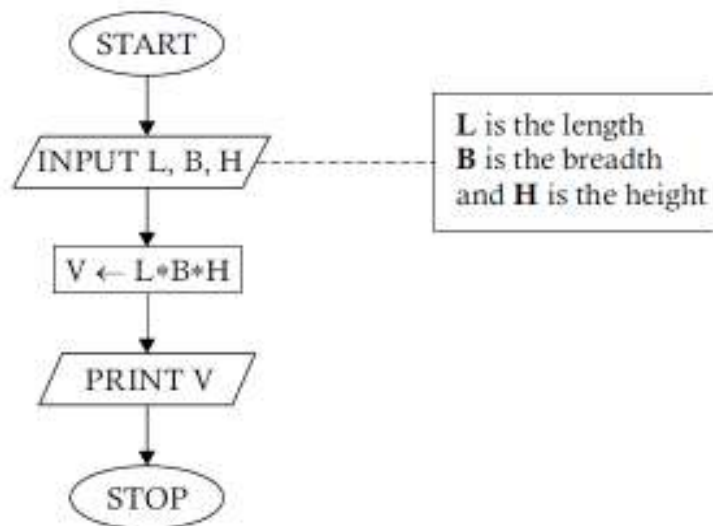 START
INPUT L, B, H
L is the length
B is the breadth
and H is the height
V ← L*B*H
PRINT V
STOP